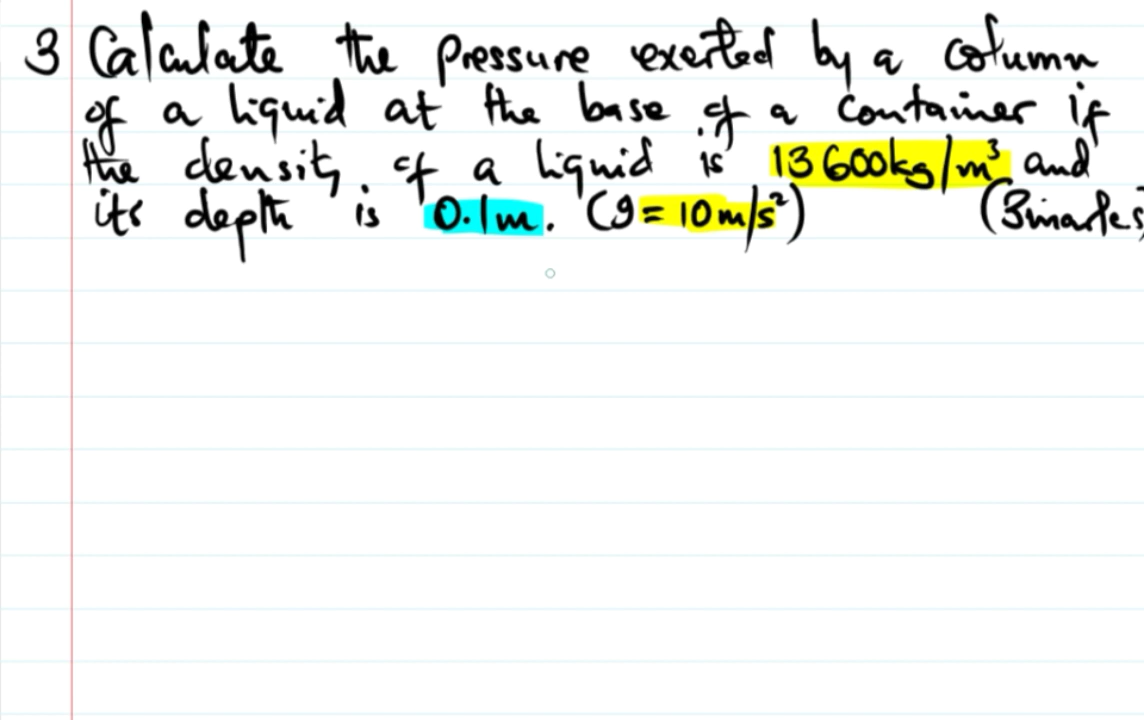 3 Calculate the pressure exerted by a column
of a liquid at the base of a container if
the density of a liquid is 13600kg/m³ and
its depth is 0.1m. (g = 10m/s²) (3marks)